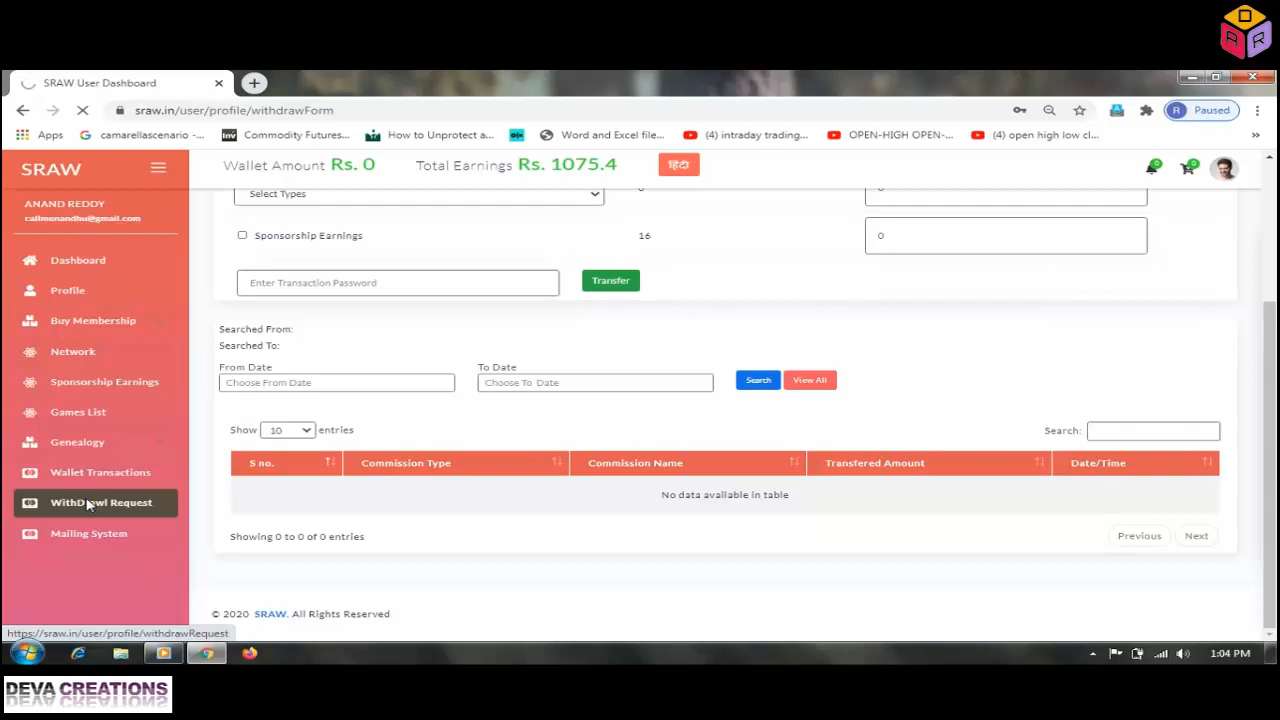 O
A R
SRAW User Dashboard
sraw.in/user/profile/withdrawForm
Paused
Apps camarellascenario -... Commodity Futures... How to Unprotect a... Word and Excel file... (4) intraday trading... OPEN-HIGH OPEN-... (4) open high low cl... »
SRAW Wallet Amount Rs. 0 Total Earnings Rs. 1075.4 हिंदी 0 0
ANAND REDDY
callmenandhu@gmail.com
Select Types
Sponsorship Earnings 16 0
Enter Transaction Password Transfer
Dashboard
Profile
Buy Membership
Network
Sponsorship Earnings
Games List
Genealogy
Wallet Transactions
WithDrawl Request
Mailing System
Searched From:
Searched To:
From Date To Date
Choose From Date Choose To Date Search View All
Show 10 entries Search:
S no. Commission Type Commission Name Transfered Amount Date/Time
No data available in table
Showing 0 to 0 of 0 entries Previous Next
© 2020 SRAW. All Rights Reserved
https://sraw.in/user/profile/withdrawRequest
1:04 PM
DEVA CREATIONS